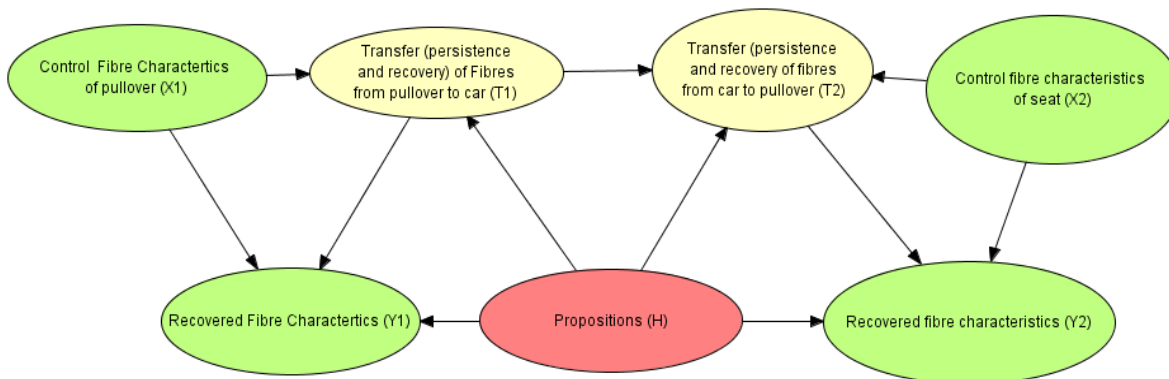 Control  Fibre Charactertics
of pullover (X1)
Transfer (persistence
and recovery) of Fibres
from pullover to car (T1)
Transfer (persistence
and recovery of fibres
from car to pullover (T2)
Control fibre characteristics
of seat (X2)
Recovered Fibre Charactertics (Y1)
Propositions (H)
Recovered fibre characteristics (Y2)